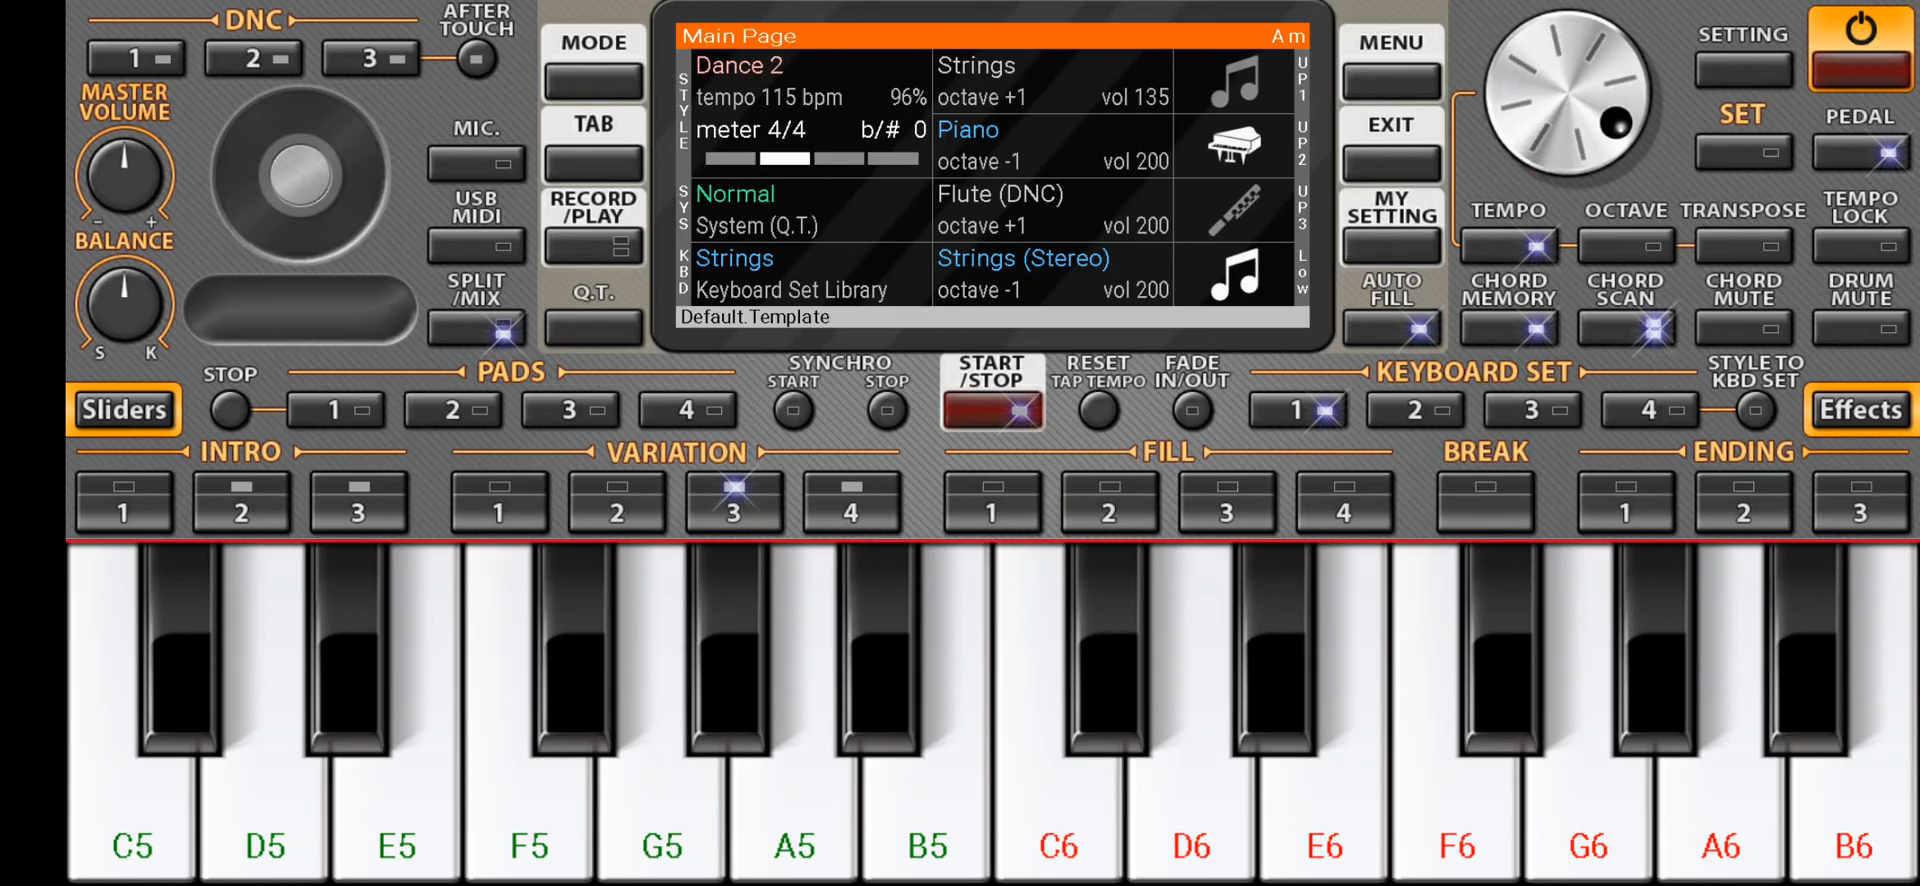 DNC
AFTER
TOUCH
1 2 3
MASTER
VOLUME
- +
BALANCE
S K
MIC.
USB
MIDI
SPLIT
/MIX
MODE
TAB
RECORD
/PLAY
Q.T.
Main Page Am
STYLE
Dance 2
tempo 115 bpm 96%
meter 4/4 b/# 0
SYS
Normal
System (Q.T.)
KBD
Strings
Keyboard Set Library
Strings
octave +1 vol 135
UP1
Piano
octave -1 vol 200
UP2
Flute (DNC)
octave +1 vol 200
UP3
Strings (Stereo)
octave -1 vol 200
Low
Default.Template
MENU
EXIT
MY
SETTING
AUTO
FILL
SETTING
SET
PEDAL
TEMPO OCTAVE TRANSPOSE
TEMPO
LOCK
CHORD
MEMORY
CHORD
SCAN
CHORD
MUTE
DRUM
MUTE
Sliders
STOP
PADS
1 2 3 4
SYNCHRO
START STOP
START
/STOP
RESET
TAP TEMPO
FADE
IN/OUT
KEYBOARD SET
1 2 3 4
STYLE TO
KBD SET
Effects
INTRO
1 2 3
VARIATION
1 2 3 4
FILL
1 2 3 4
BREAK
ENDING
1 2 3
C5 D5 E5 F5 G5 A5 B5 C6 D6 E6 F6 G6 A6 B6